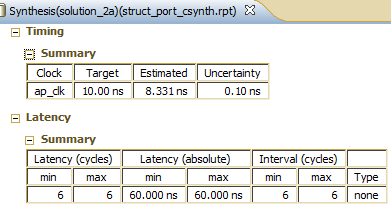 Synthesis(solution_2a)(struct_port_csynth.rpt)
Timing
Summary
Clock Target Estimated Uncertainty
ap_clk 10.00 ns 8.331 ns 0.10 ns
Latency
Summary
Latency (cycles) Latency (absolute) Interval (cycles)
min max min max min max Type
6 6 60.000 ns 60.000 ns 6 6 none